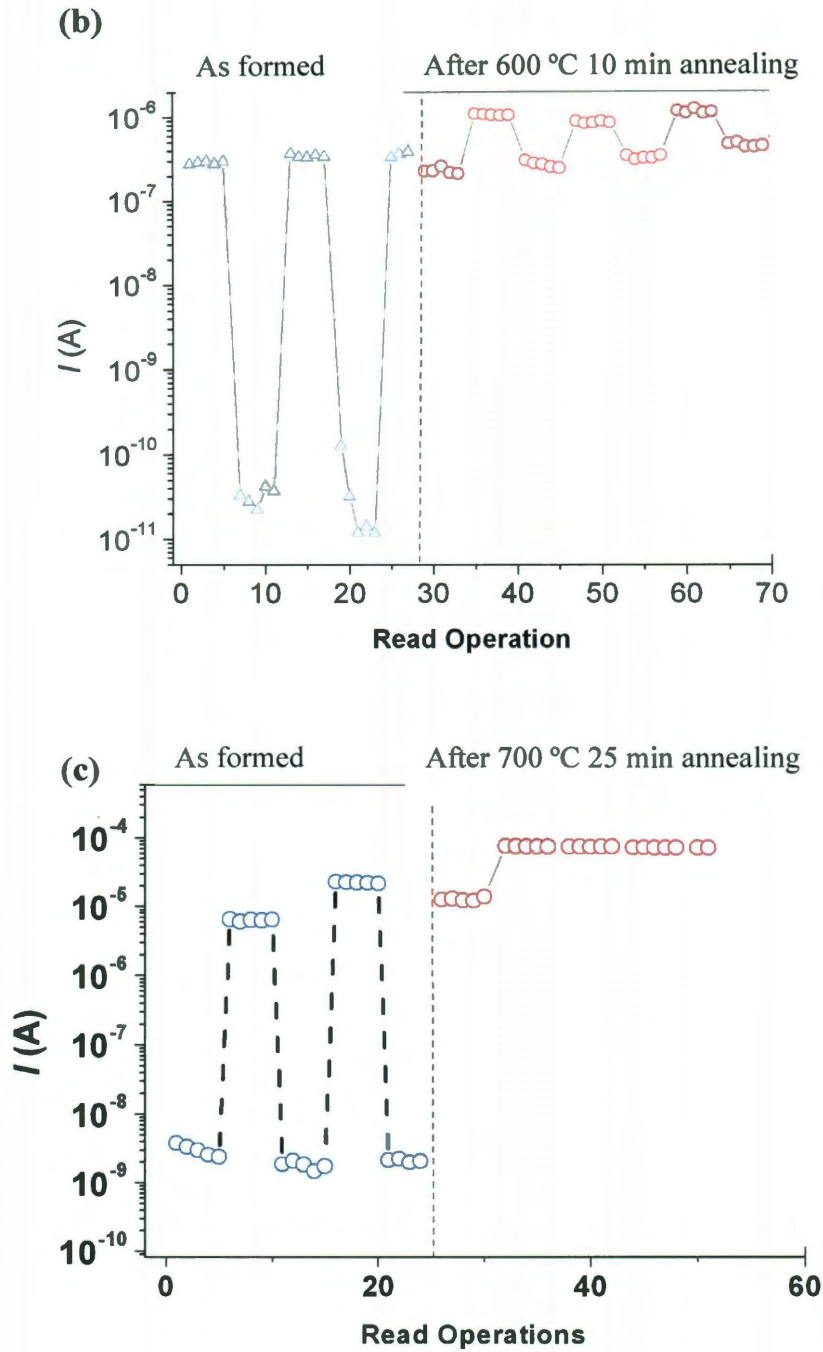 (b)
As formed After 600 ºC 10 min annealing
10⁻⁶
10⁻⁷
10⁻⁸
10⁻⁹
10⁻¹⁰
10⁻¹¹
I (A)
0 10 20 30 40 50 60 70
Read Operation
(c)
As formed After 700 ºC 25 min annealing
10⁻⁴
10⁻⁵
10⁻⁶
10⁻⁷
10⁻⁸
10⁻⁹
10⁻¹⁰
I (A)
0 20 40 60
Read Operations